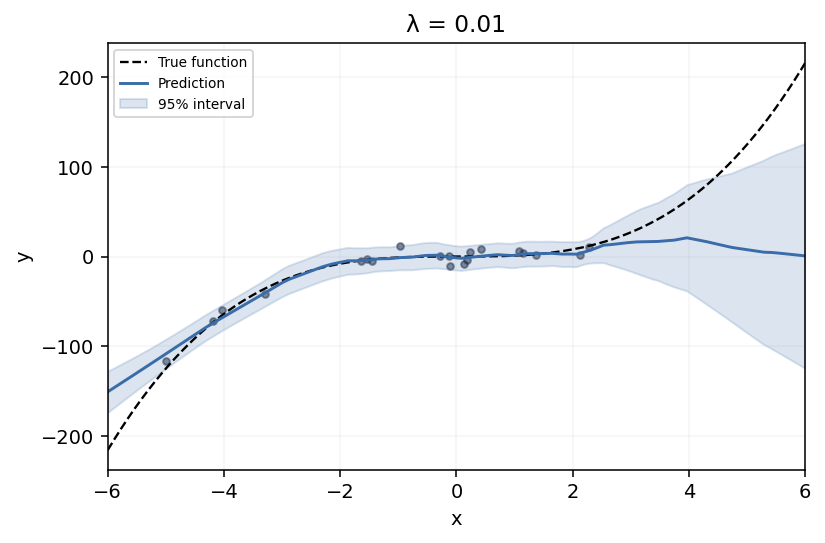 λ = 0.01
True function
Prediction
95% interval
200
100
0
−100
−200
y
−6
−4
−2
0
2
4
6
x